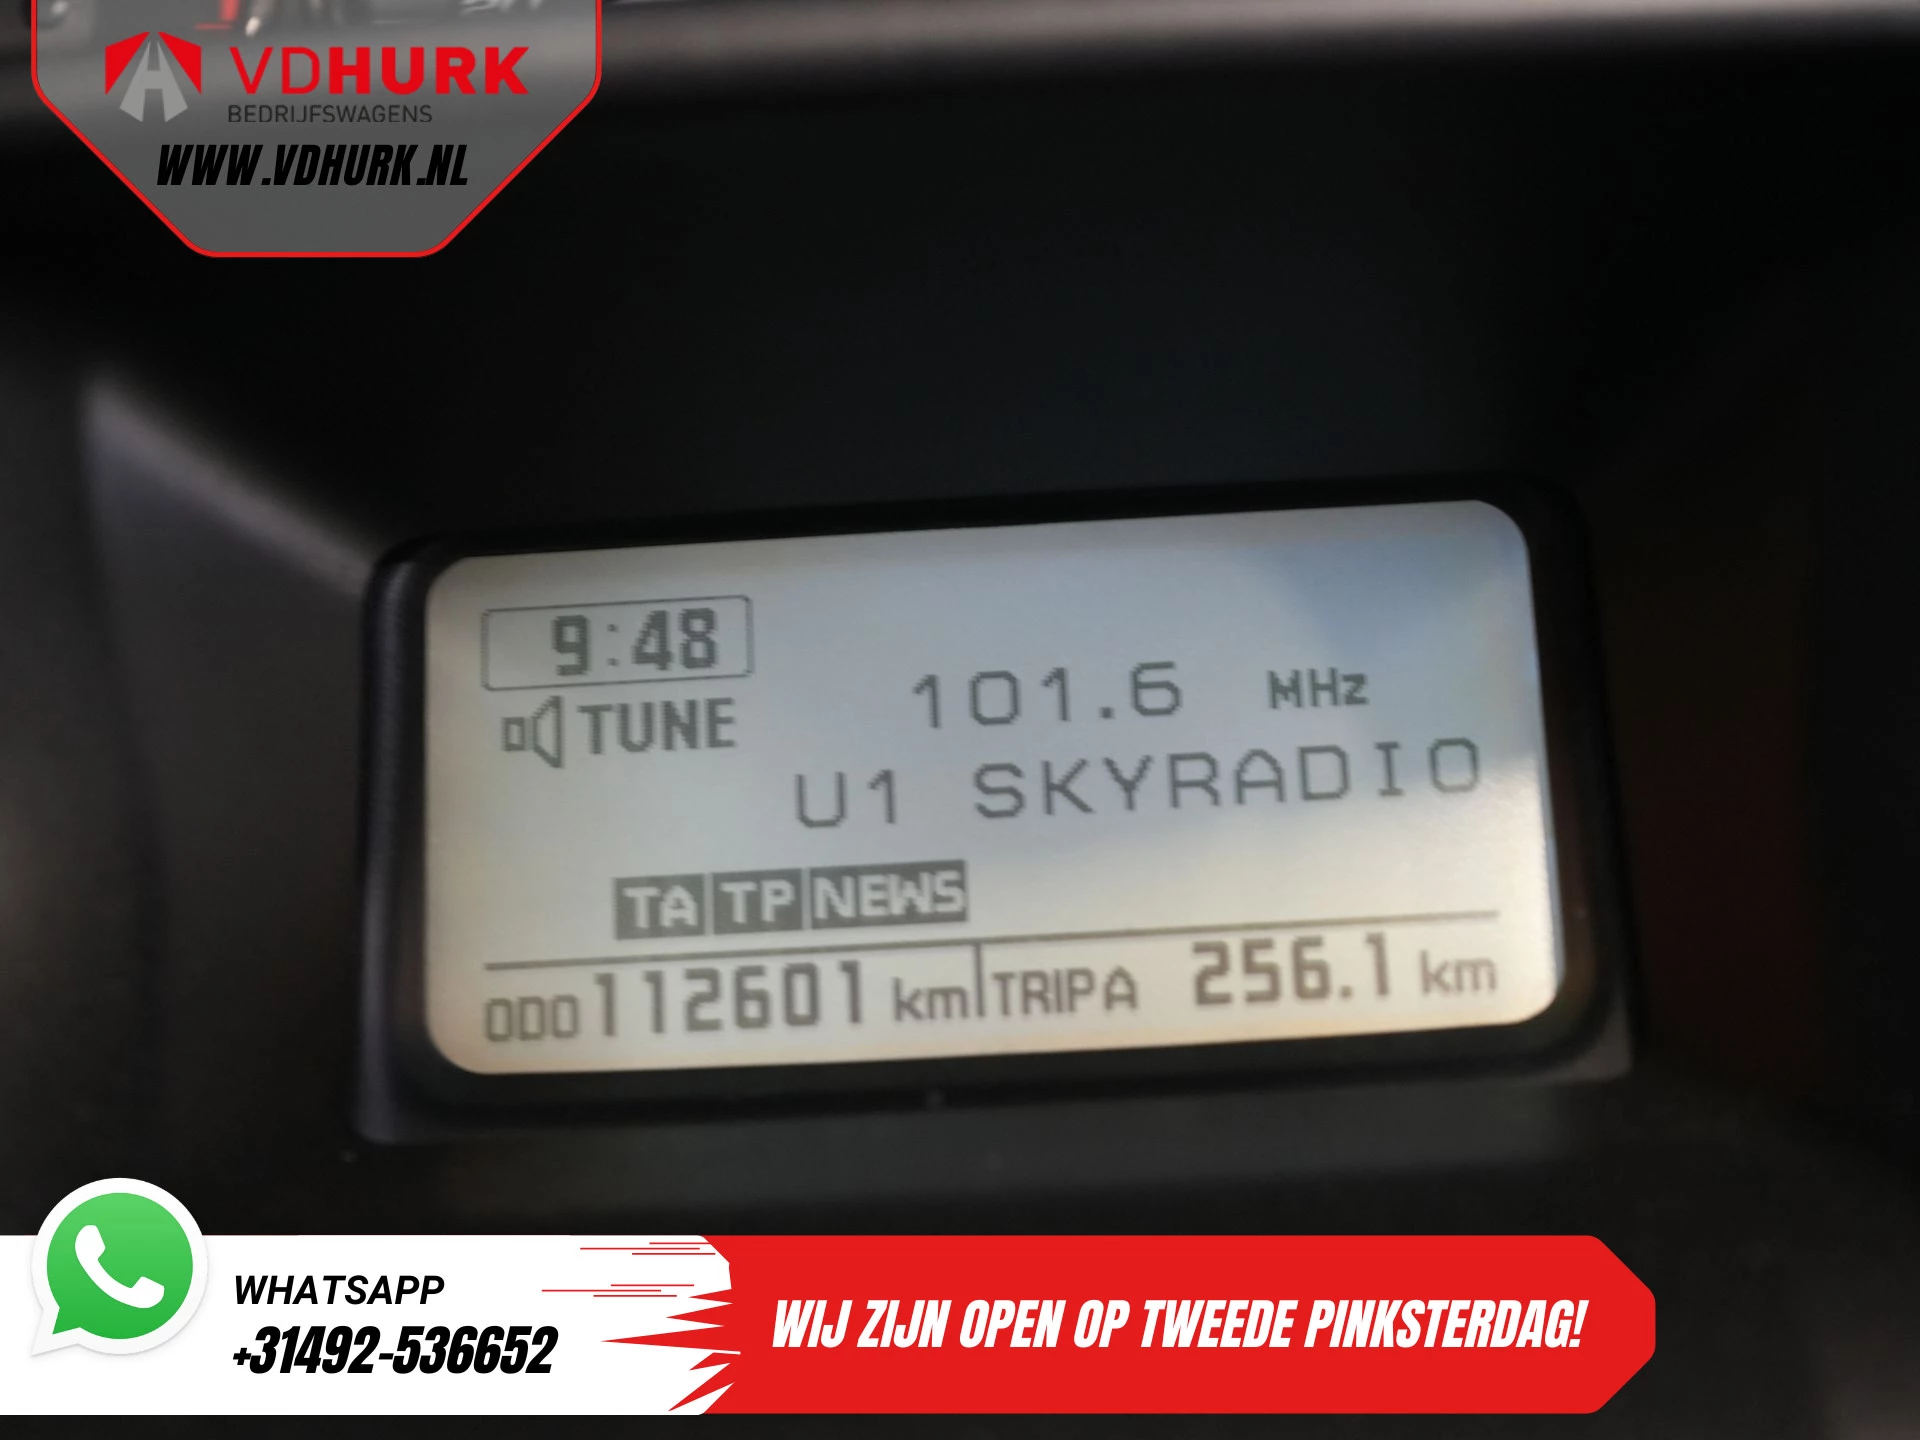 VDHURK
BEDRIJFSWAGENS
WWW.VDHURK.NL
9:48
TUNE
101.6 MHz
U1 SKYRADIO
TA TP NEWS
ODO 112601 km TRIP A 256.1 km
WHATSAPP
+31492-536652
WIJ ZIJN OPEN OP TWEEDE PINKSTERDAG!